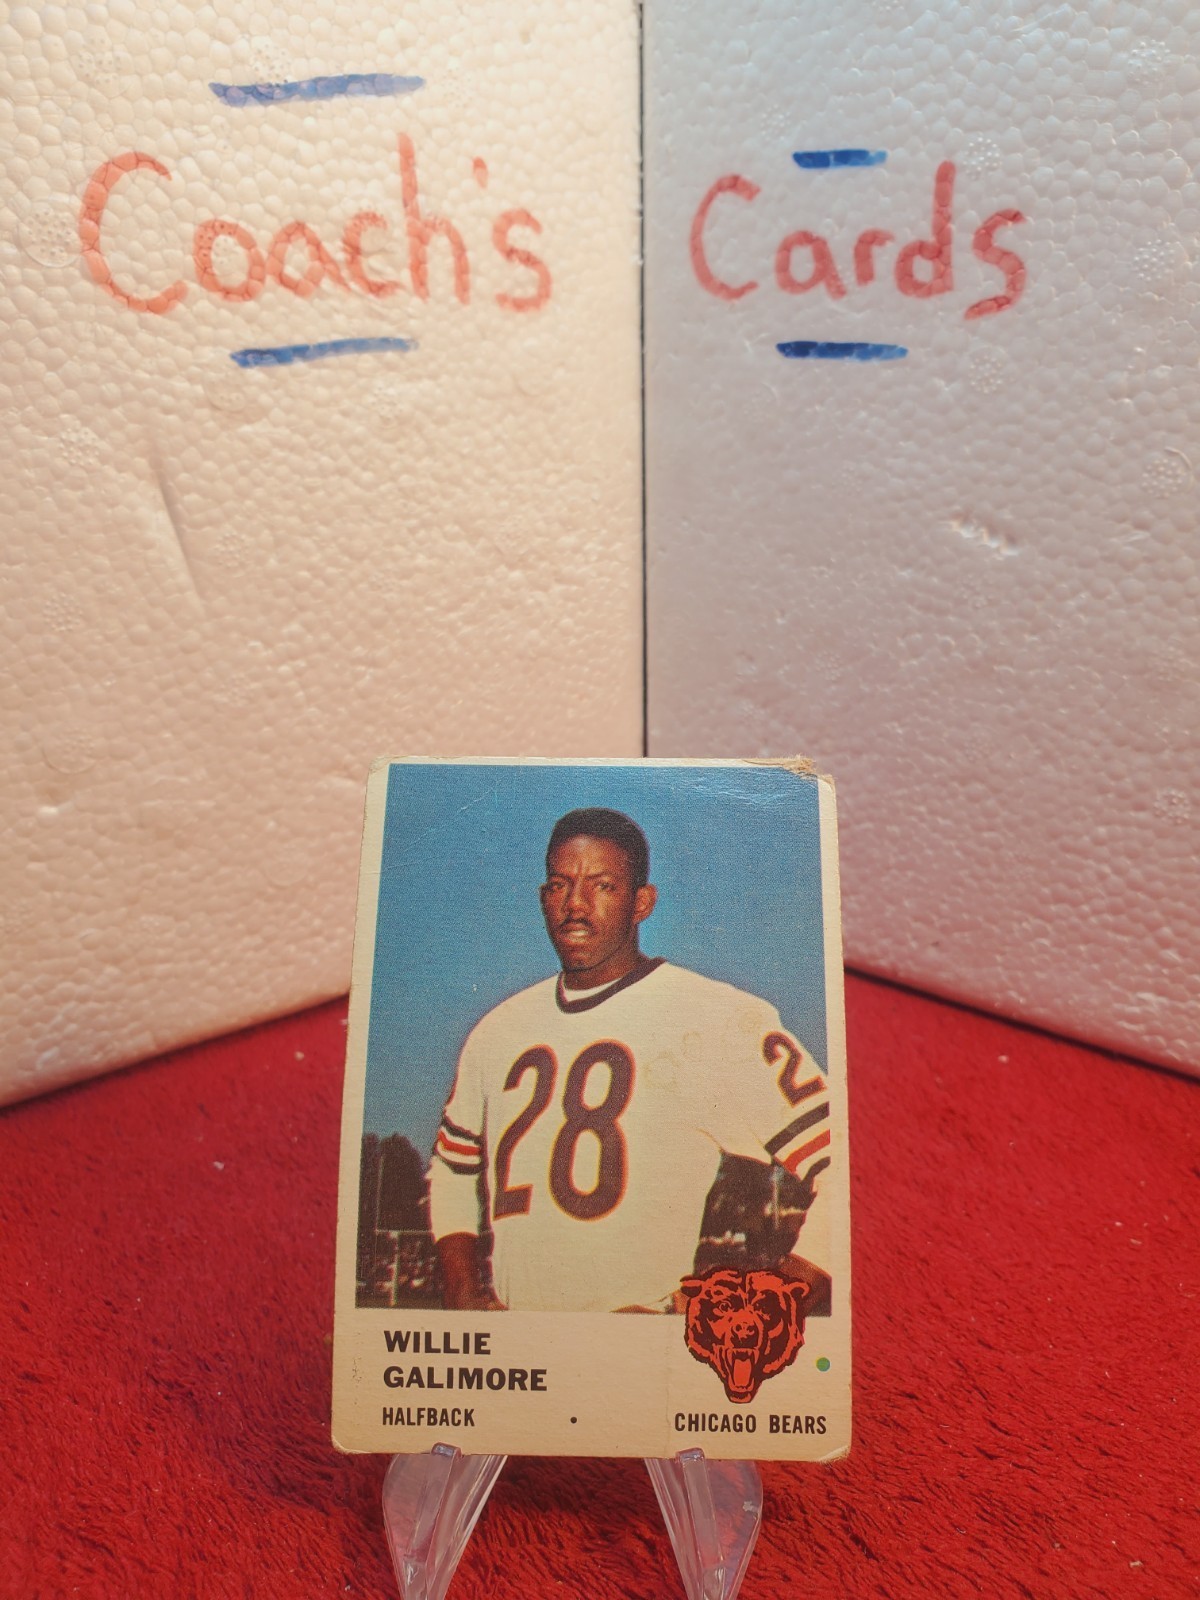 Coach's Cards
28
2
WILLIE
GALIMORE
HALFBACK • CHICAGO BEARS